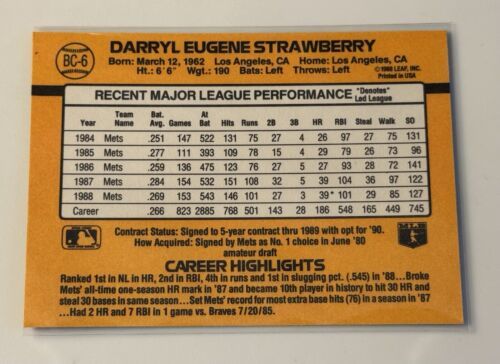 BC-6
DARRYL EUGENE STRAWBERRY
Born: March 12, 1962 Los Angeles, CA Home: Los Angeles, CA
Ht.: 6'6" Wgt.: 190 Bats: Left Throws: Left
©1988 LEAF, INC.
Printed in USA
RECENT MAJOR LEAGUE PERFORMANCE *Denotes* Led League
Year Team Name Bat. Avg. Games At Bat Hits Runs 2B 3B HR RBI Steal Walk SO
1984 Mets .251 147 522 131 75 27 4 26 97 27 75 131
1985 Mets .277 111 393 109 78 15 4 29 79 26 73 96
1986 Mets .259 136 475 123 76 27 5 27 93 28 72 141
1987 Mets .284 154 532 151 108 32 5 39 104 36 97 122
1988 Mets .269 153 543 146 101 27 3 39* 101 29 85 127
Career .266 823 2885 768 501 143 28 186 548 165 449 745
Contract Status: Signed to 5-year contract thru 1989 with opt for '90.
How Acquired: Signed by Mets as No. 1 choice in June '80
amateur draft
CAREER HIGHLIGHTS
Ranked 1st in NL in HR, 2nd in RBI, 4th in runs and 1st in slugging pct. (.545) in '88...Broke
Mets' all-time one-season HR mark in '87 and became 10th player in history to hit 30 HR and
steal 30 bases in same season...Set Mets' record for most extra base hits (76) in a season in '87
...Had 2 HR and 7 RBI in 1 game vs. Braves 7/20/85.